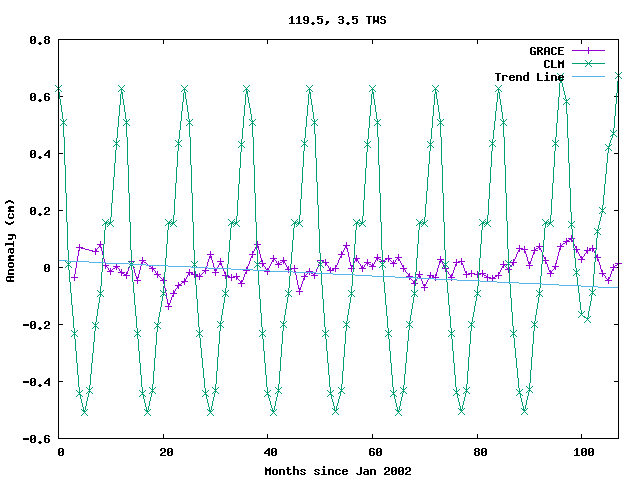 119.5, 3.5 TWS
GRACE
CLM
Trend Line
0.8
0.6
0.4
0.2
0
-0.2
-0.4
-0.6
Anomaly (cm)
0 20 40 60 80 100
Months since Jan 2002